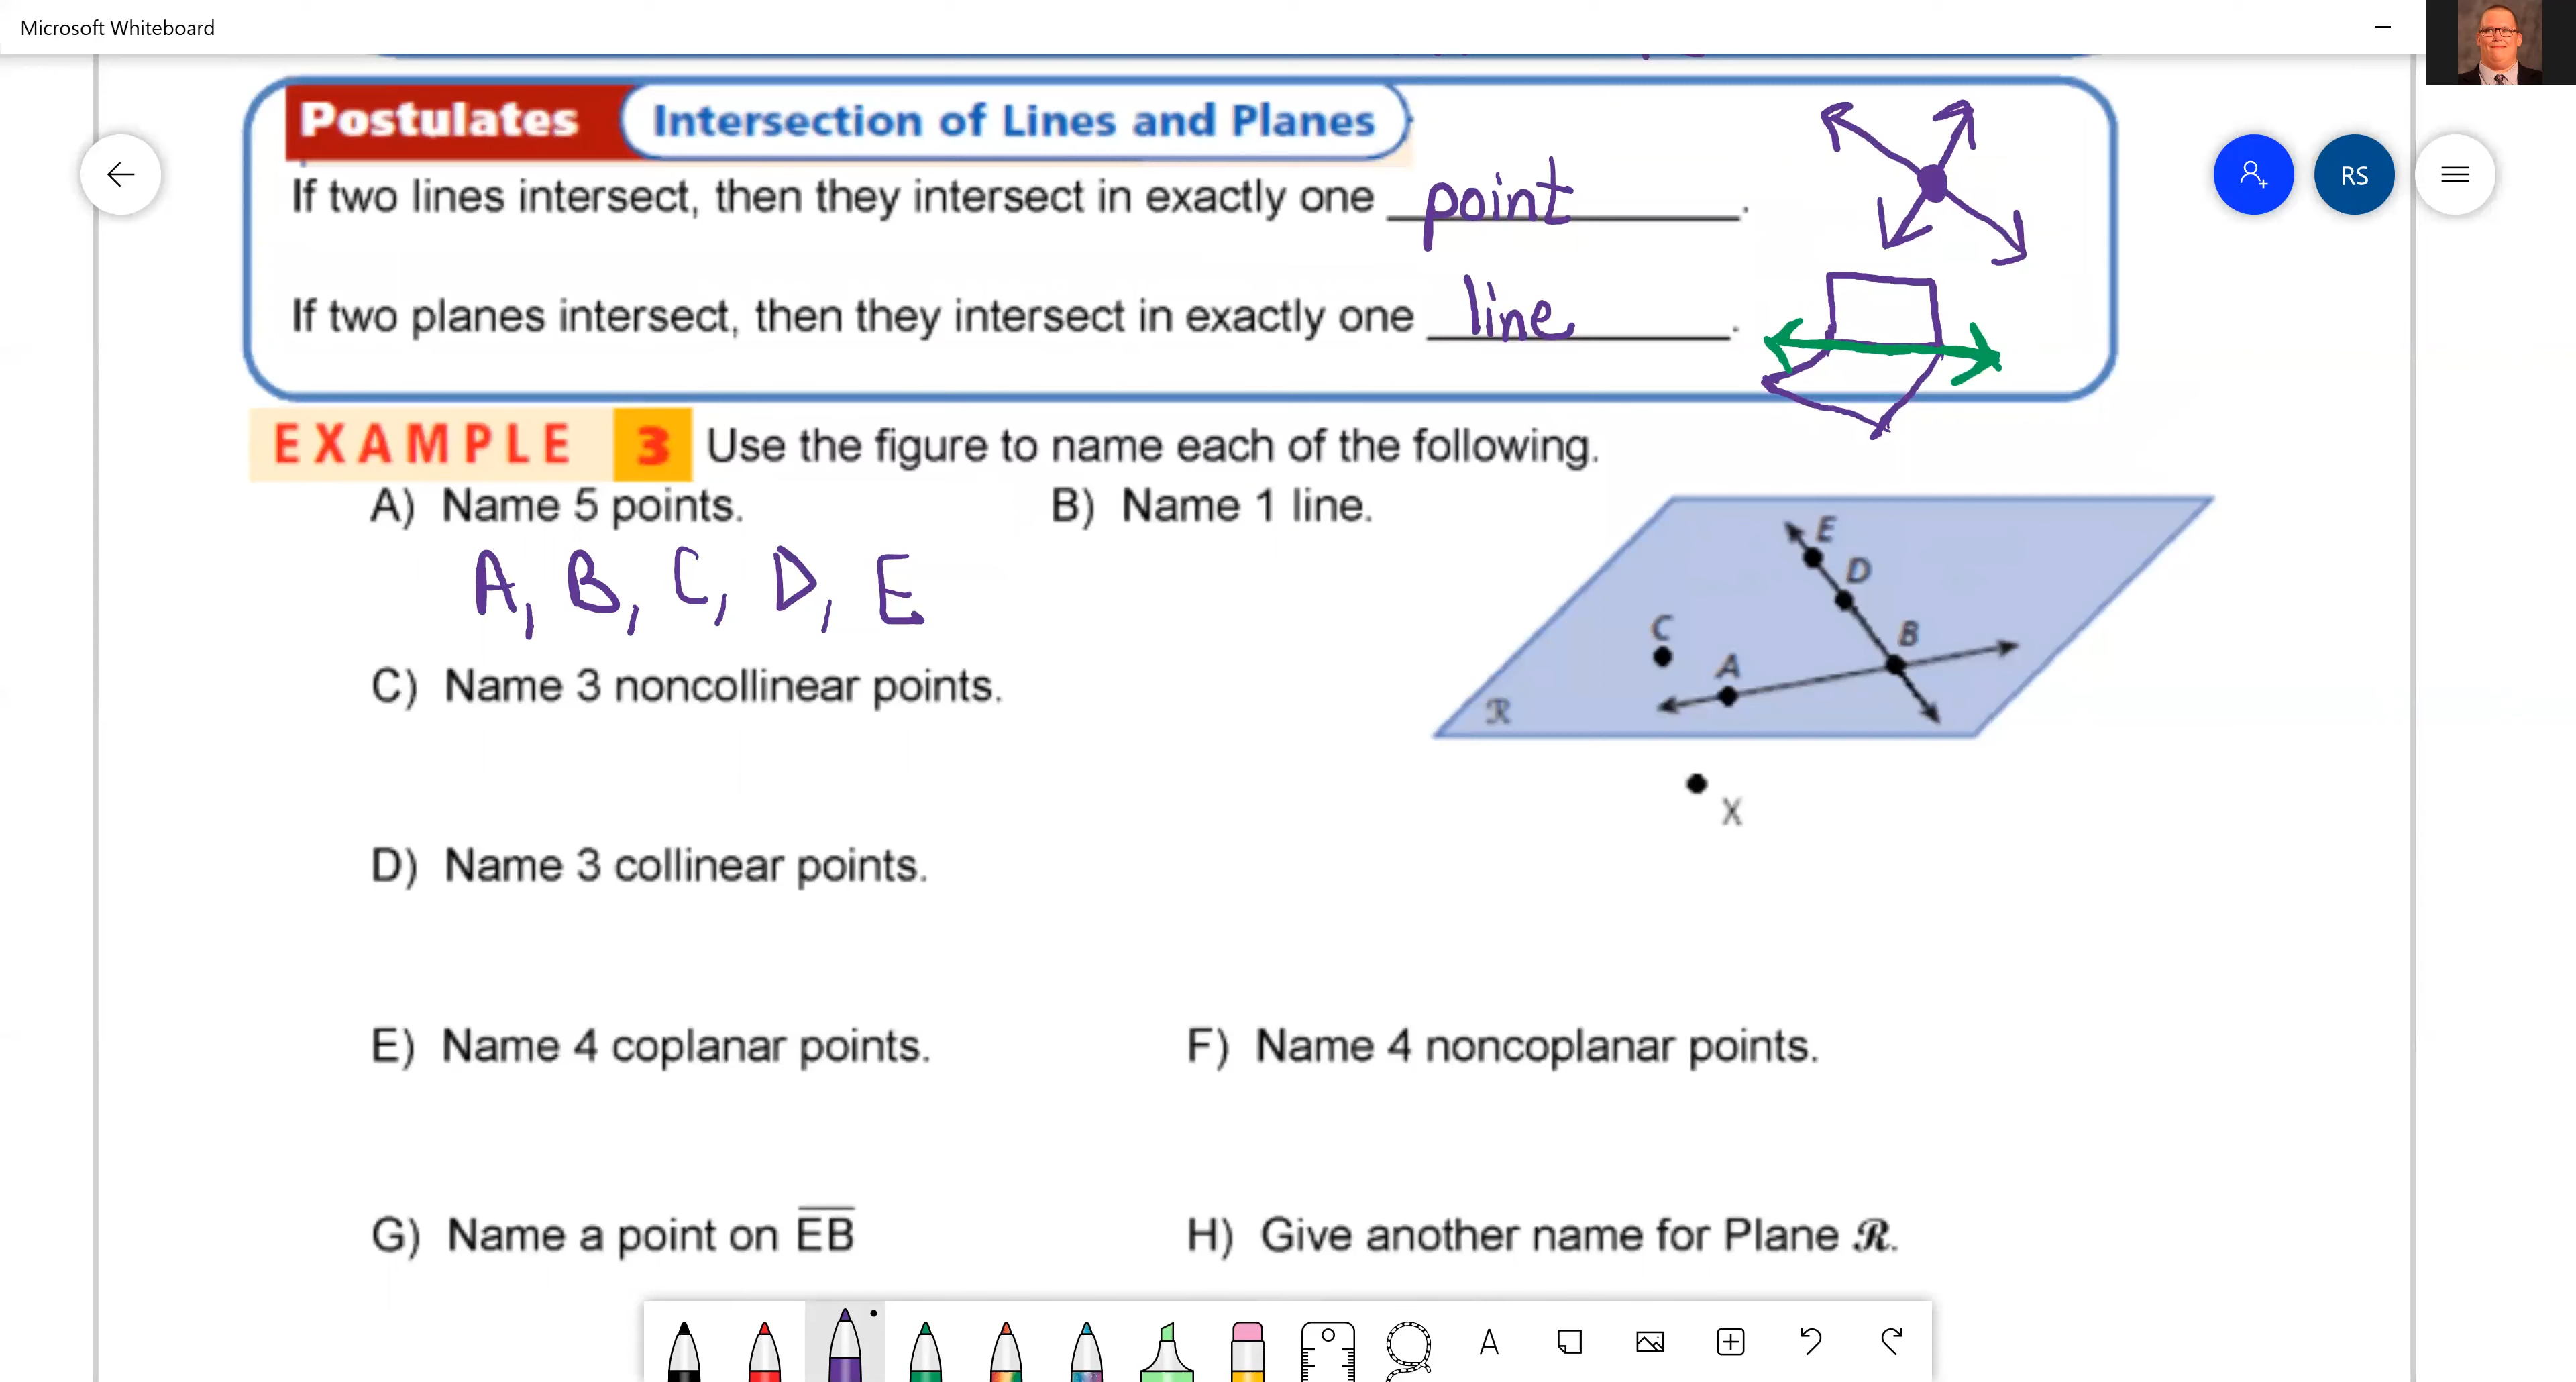 Microsoft Whiteboard
RS
Postulates Intersection of Lines and Planes
If two lines intersect, then they intersect in exactly one point.
If two planes intersect, then they intersect in exactly one line.
EXAMPLE 3 Use the figure to name each of the following.
A) Name 5 points. B) Name 1 line.
A, B, C, D, E
E
D
C
B
A
ℛ
X
C) Name 3 noncollinear points.
D) Name 3 collinear points.
E) Name 4 coplanar points. F) Name 4 noncoplanar points.
G) Name a point on E̅B̅ H) Give another name for Plane ℛ.
A